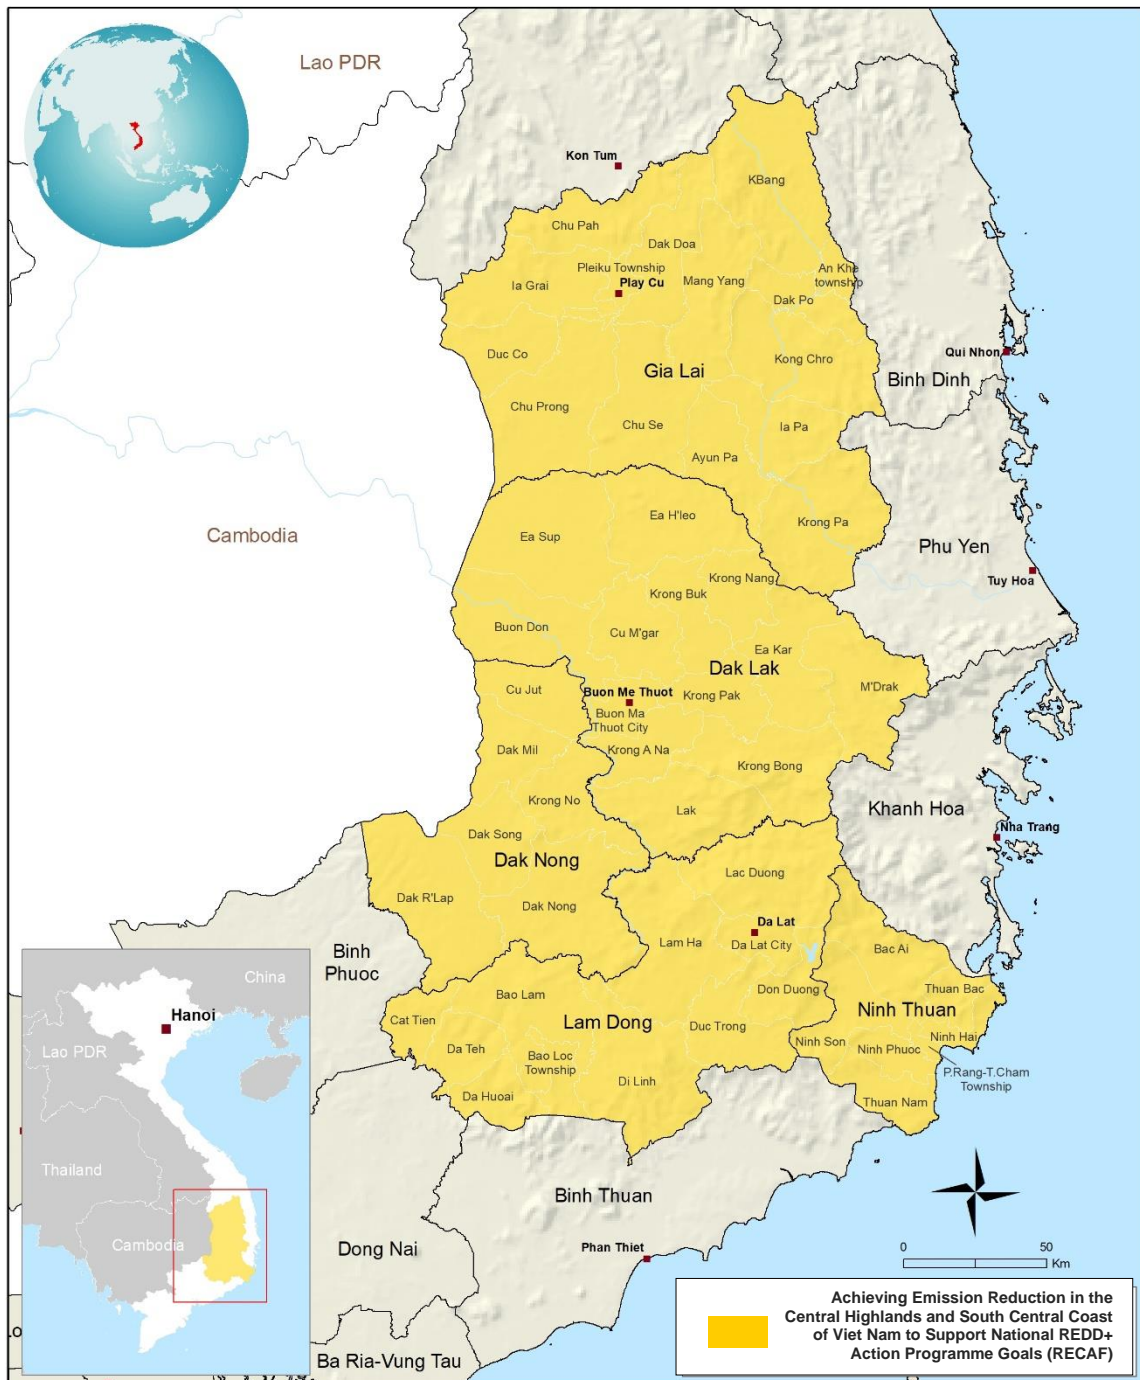 Lao PDR
Kon Tum
KBang
Chu Pah
Dak Doa
Pleiku Township
Play Cu
Mang Yang
An Khe
township
Ia Grai
Dak Po
Duc Co
Gia Lai
Kong Chro
Qui Nhon
Binh Dinh
Chu Prong
Chu Se
Ia Pa
Ayun Pa
Krong Pa
Ea H'leo
Ea Sup
Cambodia
Phu Yen
Tuy Hoa
Krong Nang
Krong Buk
Buon Don
Cu M'gar
Ea Kar
Dak Lak
M'Drak
Cu Jut
Buon Me Thuot
Krong Pak
Buon Ma
Thuot City
Dak Mil
Krong A Na
Krong Bong
Krong No
Lak
Khanh Hoa
Nha Trang
Dak Song
Dak Nong
Lac Duong
Dak R'Lap
Dak Nong
Da Lat
Lam Ha
Da Lat City
Bac Ai
Binh
Phuoc
Bao Lam
Don Duong
Thuan Bac
Cat Tien
Lam Dong
Ninh Thuan
Duc Trong
Ninh Son
Ninh Hai
Da Teh
Bao Loc
Township
Ninh Phuoc
P.Rang-T.Cham
Township
Di Linh
Da Huoai
Thuan Nam
Binh Thuan
Dong Nai
Phan Thiet
Ba Ria-Vung Tau
Lo
China
Hanoi
Lao PDR
Thailand
Cambodia
0 50
Km
Achieving Emission Reduction in the
Central Highlands and South Central Coast
of Viet Nam to Support National REDD+
Action Programme Goals (RECAF)